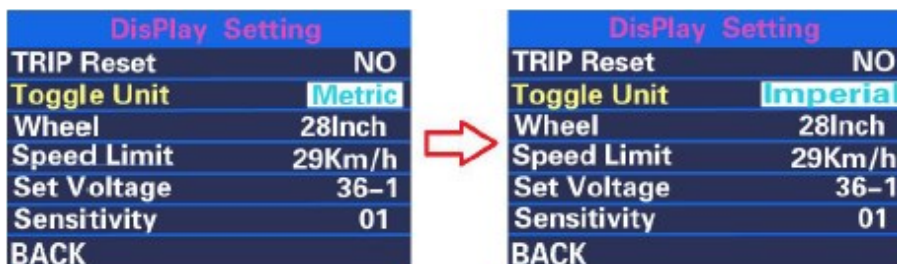 DisPlay Setting
TRIP Reset NO
Toggle Unit Metric
Wheel 28Inch
Speed Limit 29Km/h
Set Voltage 36-1
Sensitivity 01
BACK
DisPlay Setting
TRIP Reset NO
Toggle Unit Imperial
Wheel 28Inch
Speed Limit 29Km/h
Set Voltage 36-1
Sensitivity 01
BACK